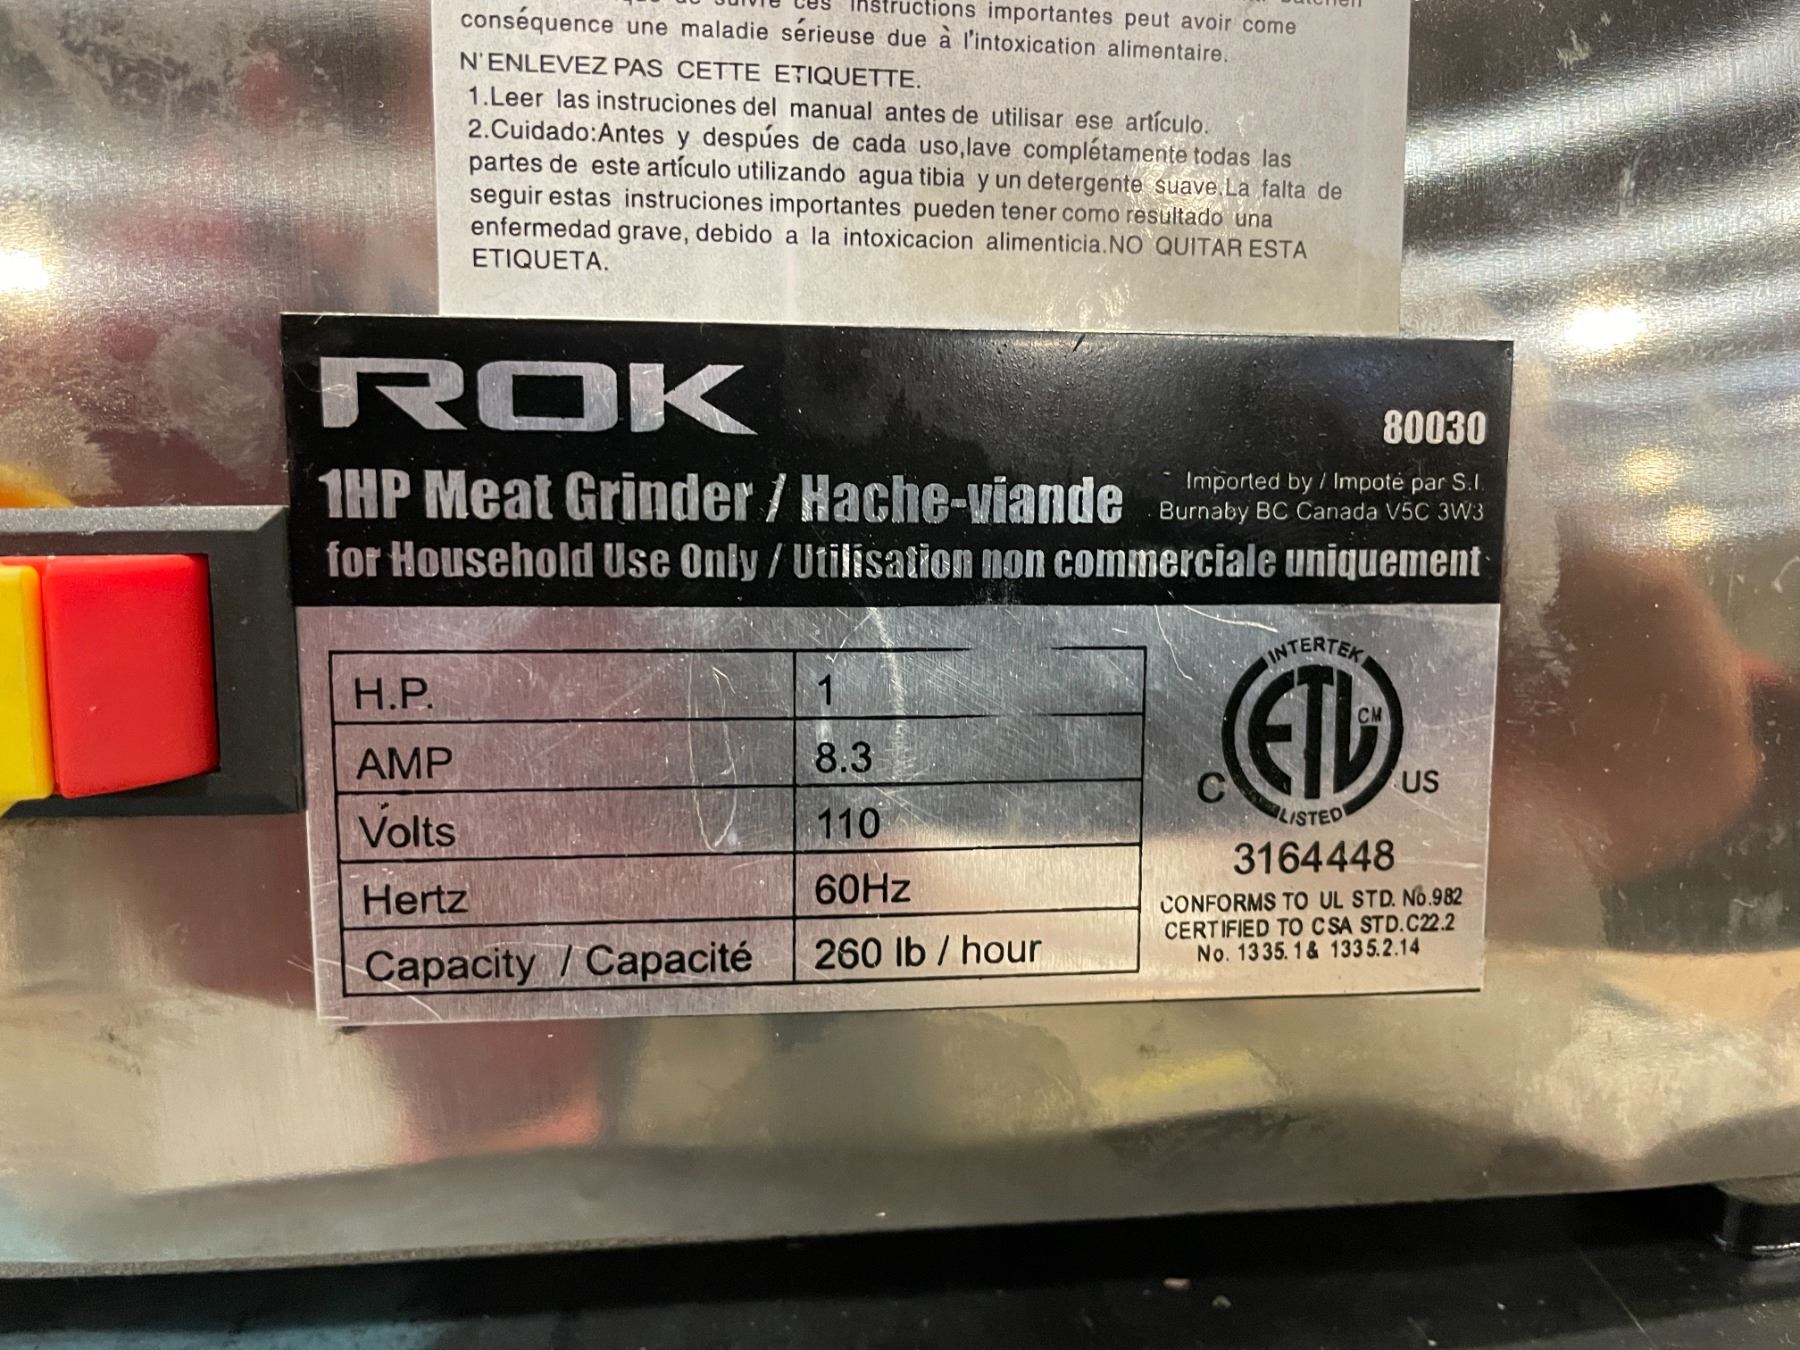 ces instructions importantes peut avoir come
conséquence une maladie sérieuse due à l'intoxication alimentaire.
N'ENLEVEZ PAS CETTE ETIQUETTE.
1.Leer las instruciones del manual antes de utilisar ese artículo.
2.Cuidado:Antes y despúes de cada uso,lave complétamente todas las
partes de este artículo utilizando agua tibia y un detergente suave.La falta de
seguir estas instruciones importantes pueden tener como resultado una
enfermedad grave, debido a la intoxicacion alimenticia.NO QUITAR ESTA
ETIQUETA.
ROK
80030
1HP Meat Grinder / Hache-viande
Imported by / Impoté par S.I.
Burnaby BC Canada V5C 3W3
for Household Use Only / Utilisation non commerciale uniquement
H.P. 1
AMP 8.3
Volts 110
Hertz 60Hz
Capacity / Capacité 260 lb / hour
INTERTEK
ETL CM
C US
LISTED
3164448
CONFORMS TO UL STD. No.982
CERTIFIED TO CSA STD.C22.2
No. 1335.1& 1335.2.14